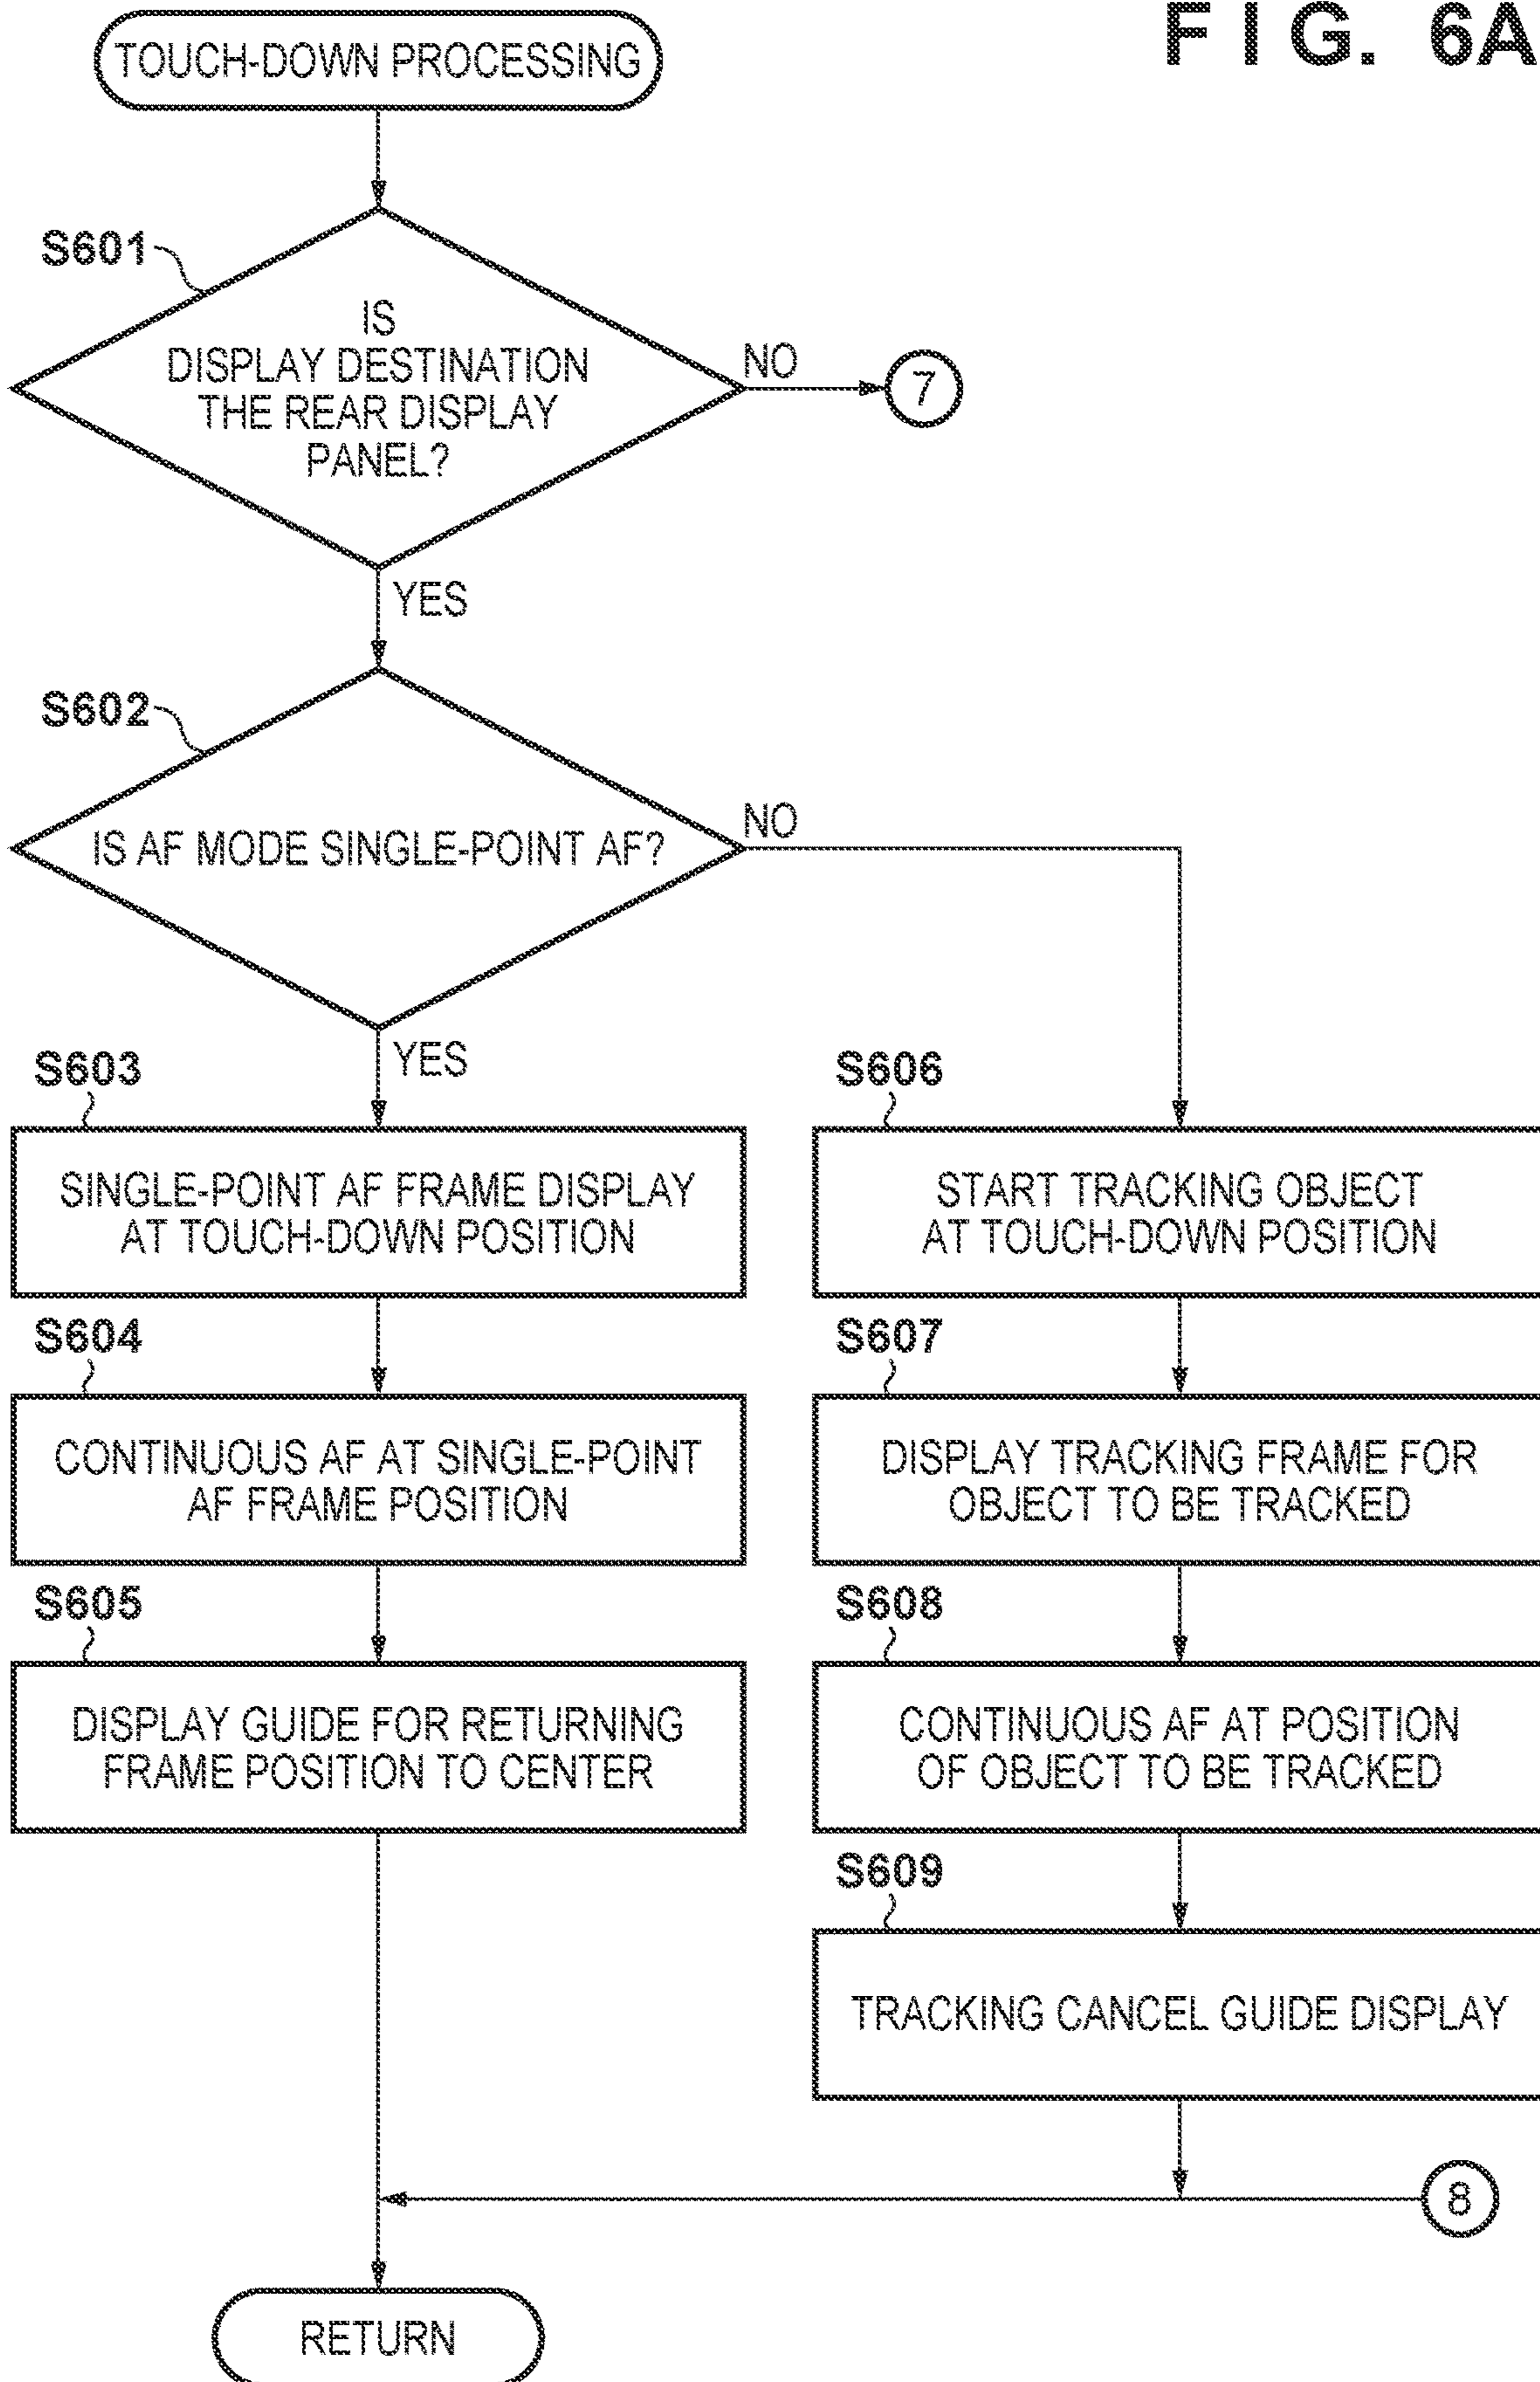 FIG. 6A
TOUCH-DOWN PROCESSING
S601
IS
DISPLAY DESTINATION
THE REAR DISPLAY
PANEL?
NO
7
YES
S602
IS AF MODE SINGLE-POINT AF?
NO
YES
S603
SINGLE-POINT AF FRAME DISPLAY
AT TOUCH-DOWN POSITION
S604
CONTINUOUS AF AT SINGLE-POINT
AF FRAME POSITION
S605
DISPLAY GUIDE FOR RETURNING
FRAME POSITION TO CENTER
S606
START TRACKING OBJECT
AT TOUCH-DOWN POSITION
S607
DISPLAY TRACKING FRAME FOR
OBJECT TO BE TRACKED
S608
CONTINUOUS AF AT POSITION
OF OBJECT TO BE TRACKED
S609
TRACKING CANCEL GUIDE DISPLAY
8
RETURN